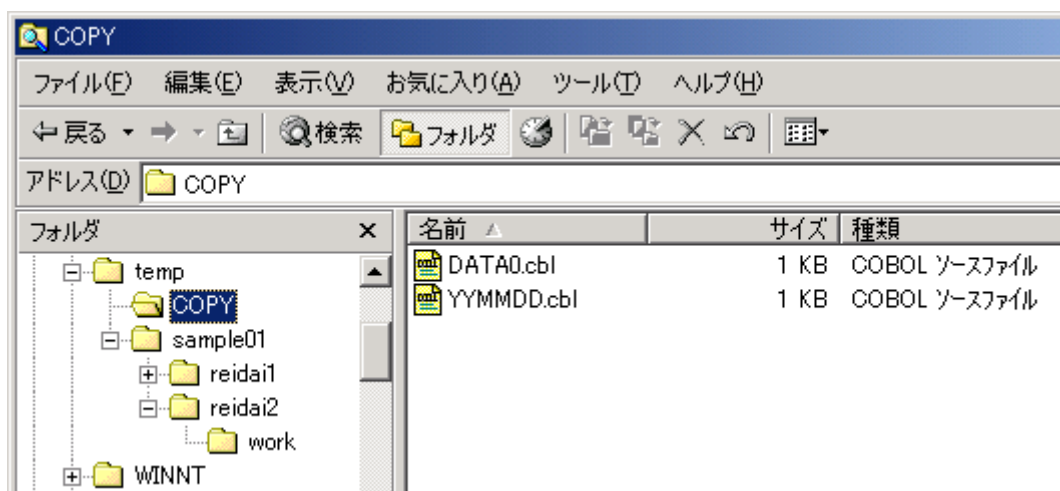 COPY
ファイル(F) 編集(E) 表示(V) お気に入り(A) ツール(T) ヘルプ(H)
戻る 検索 フォルダ
アドレス(D) COPY
フォルダ
temp
COPY
sample01
reidai1
reidai2
work
WINNT
名前 サイズ 種類
DATA0.cbl 1 KB COBOL ソースファイル
YYMMDD.cbl 1 KB COBOL ソースファイル